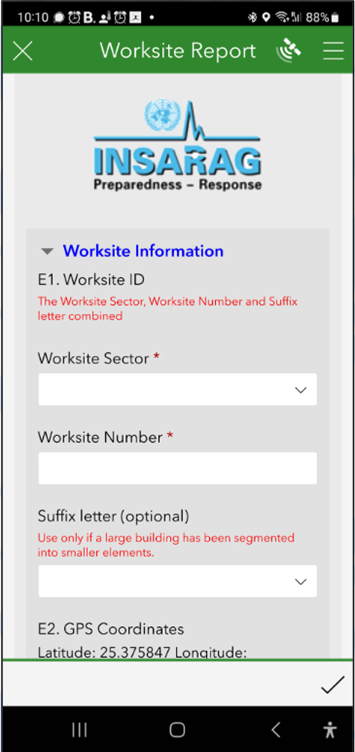 10:10 B. 88%
Worksite Report
INSARAG
Preparedness – Response
Worksite Information
E1. Worksite ID
The Worksite Sector, Worksite Number and Suffix
letter combined
Worksite Sector *
Worksite Number *
Suffix letter (optional)
Use only if a large building has been segmented
into smaller elements.
E2. GPS Coordinates
Latitude: 25.375847 Longitude: